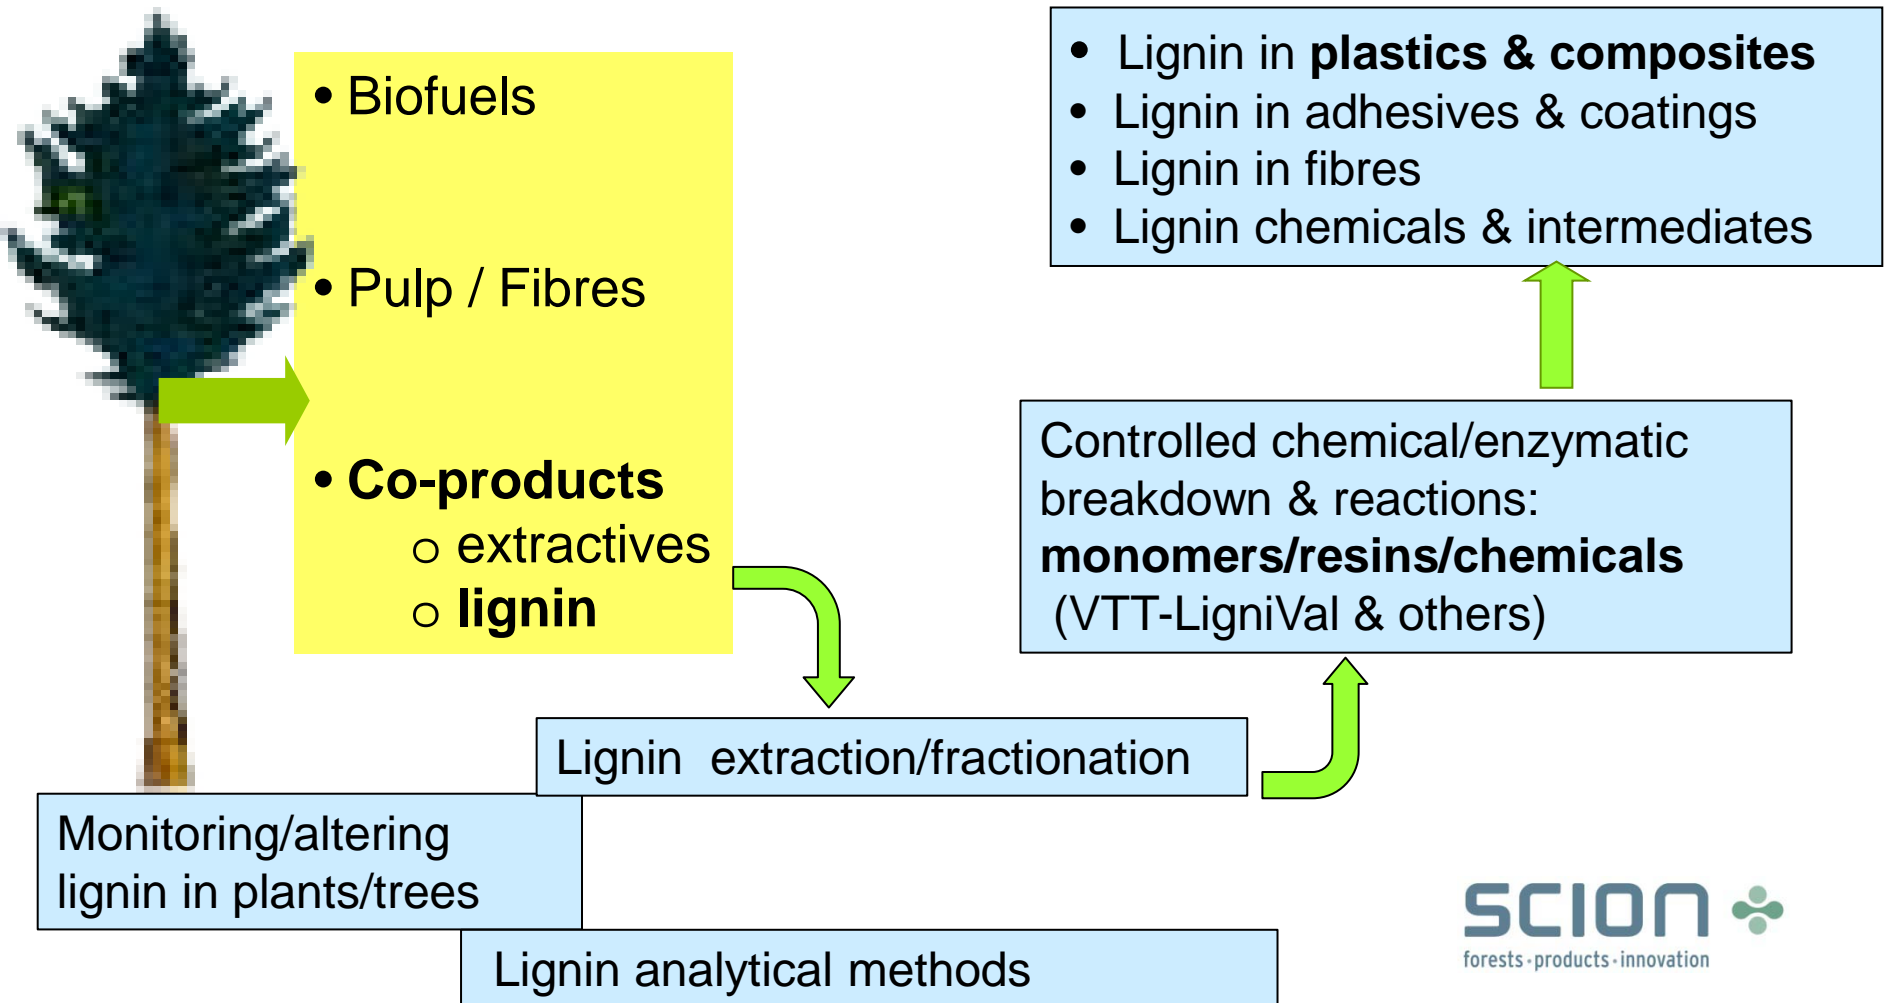 • Biofuels
• Pulp / Fibres
• Co-products
o extractives
o lignin
• Lignin in plastics & composites
• Lignin in adhesives & coatings
• Lignin in fibres
• Lignin chemicals & intermediates
Controlled chemical/enzymatic
breakdown & reactions:
monomers/resins/chemicals
(VTT-LigniVal & others)
Lignin extraction/fractionation
Monitoring/altering
lignin in plants/trees
Lignin analytical methods
SCION
forests·products·innovation